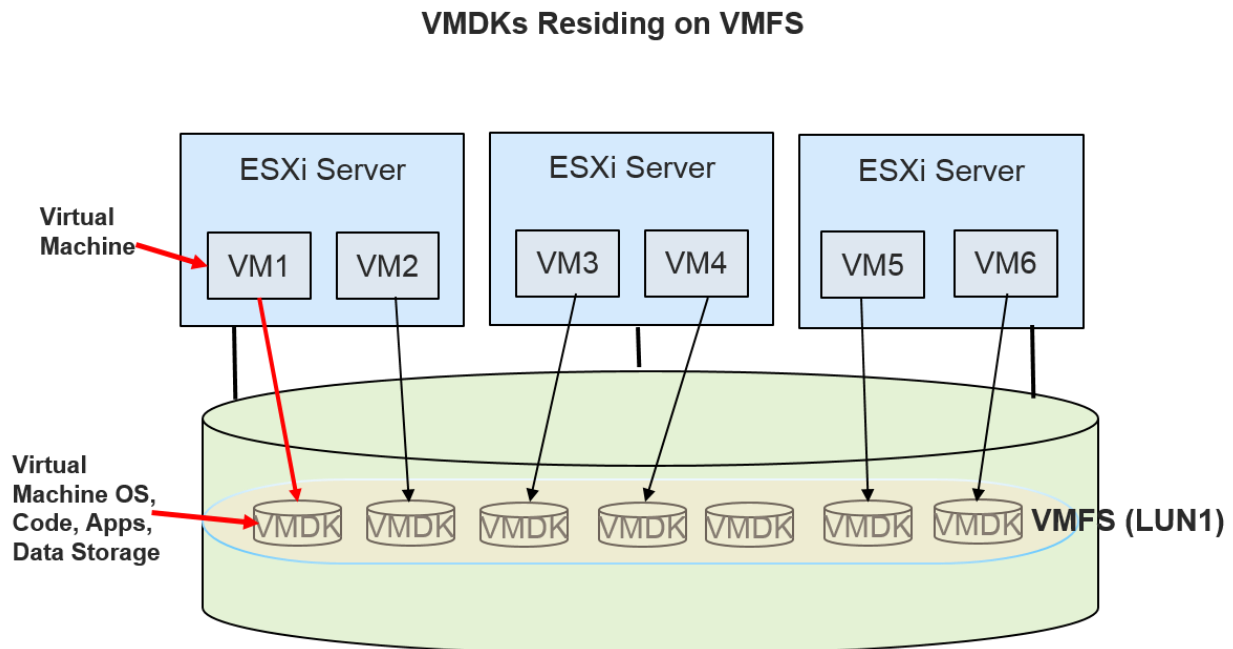 VMDKs Residing on VMFS
ESXi Server
ESXi Server
ESXi Server
Virtual
Machine
VM1
VM2
VM3
VM4
VM5
VM6
Virtual
Machine OS,
Code, Apps,
Data Storage
VMDK
VMDK
VMDK
VMDK
VMDK
VMDK
VMDK
VMFS (LUN1)